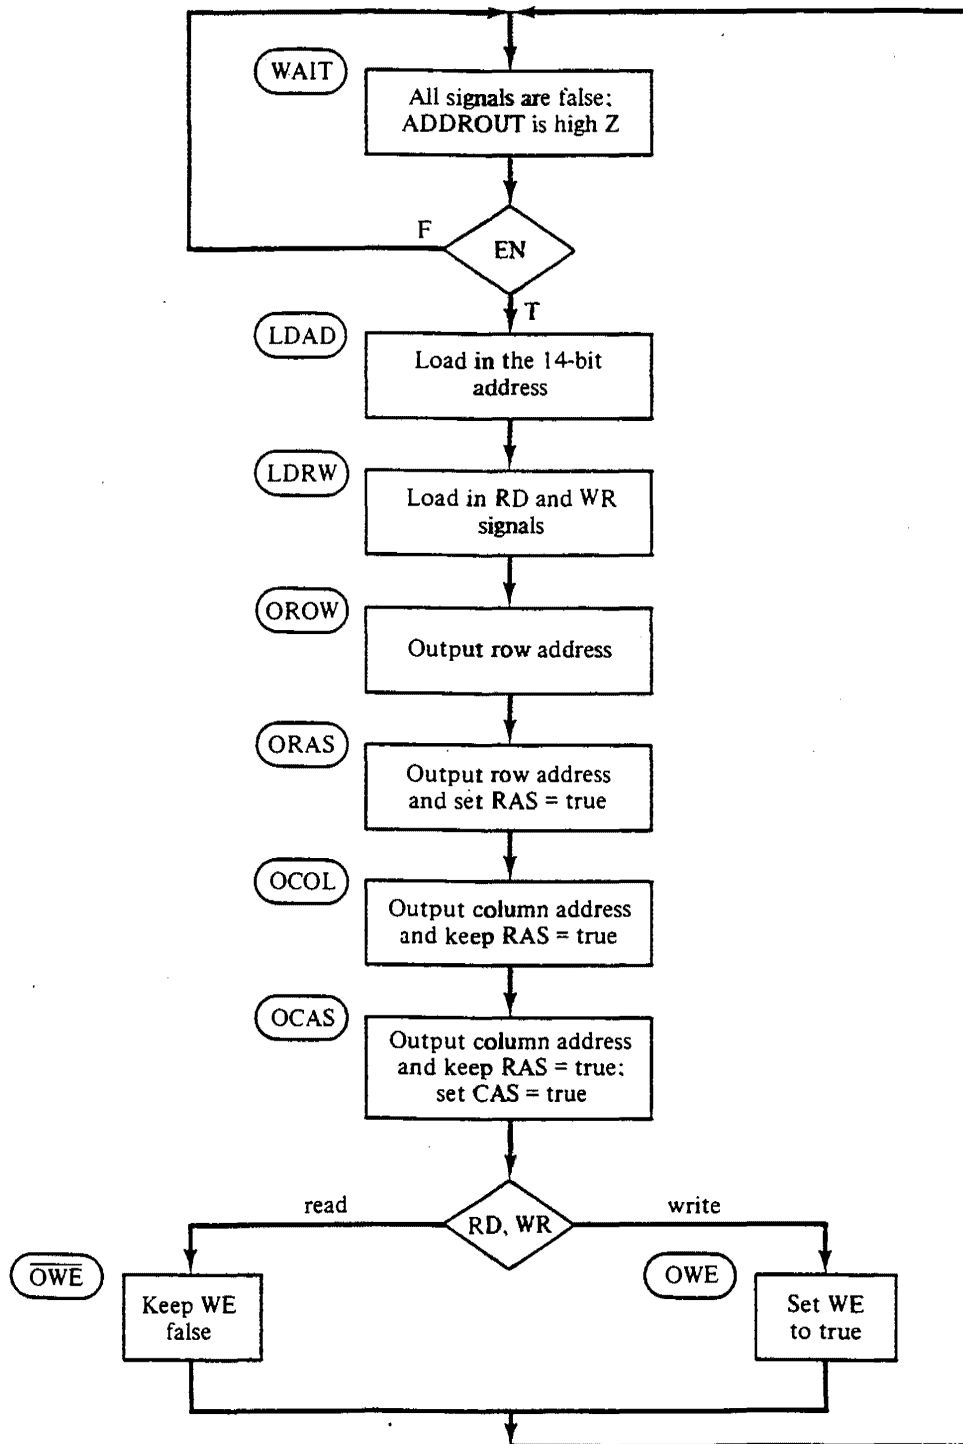 WAIT
All signals are false;
ADDROUT is high Z
F
EN
T
LDAD
Load in the 14-bit
address
LDRW
Load in RD and WR
signals
OROW
Output row address
ORAS
Output row address
and set RAS = true
OCOL
Output column address
and keep RAS = true
OCAS
Output column address
and keep RAS = true;
set CAS = true
read
RD, WR
write
O̅W̅E̅
Keep WE
false
OWE
Set WE
to true